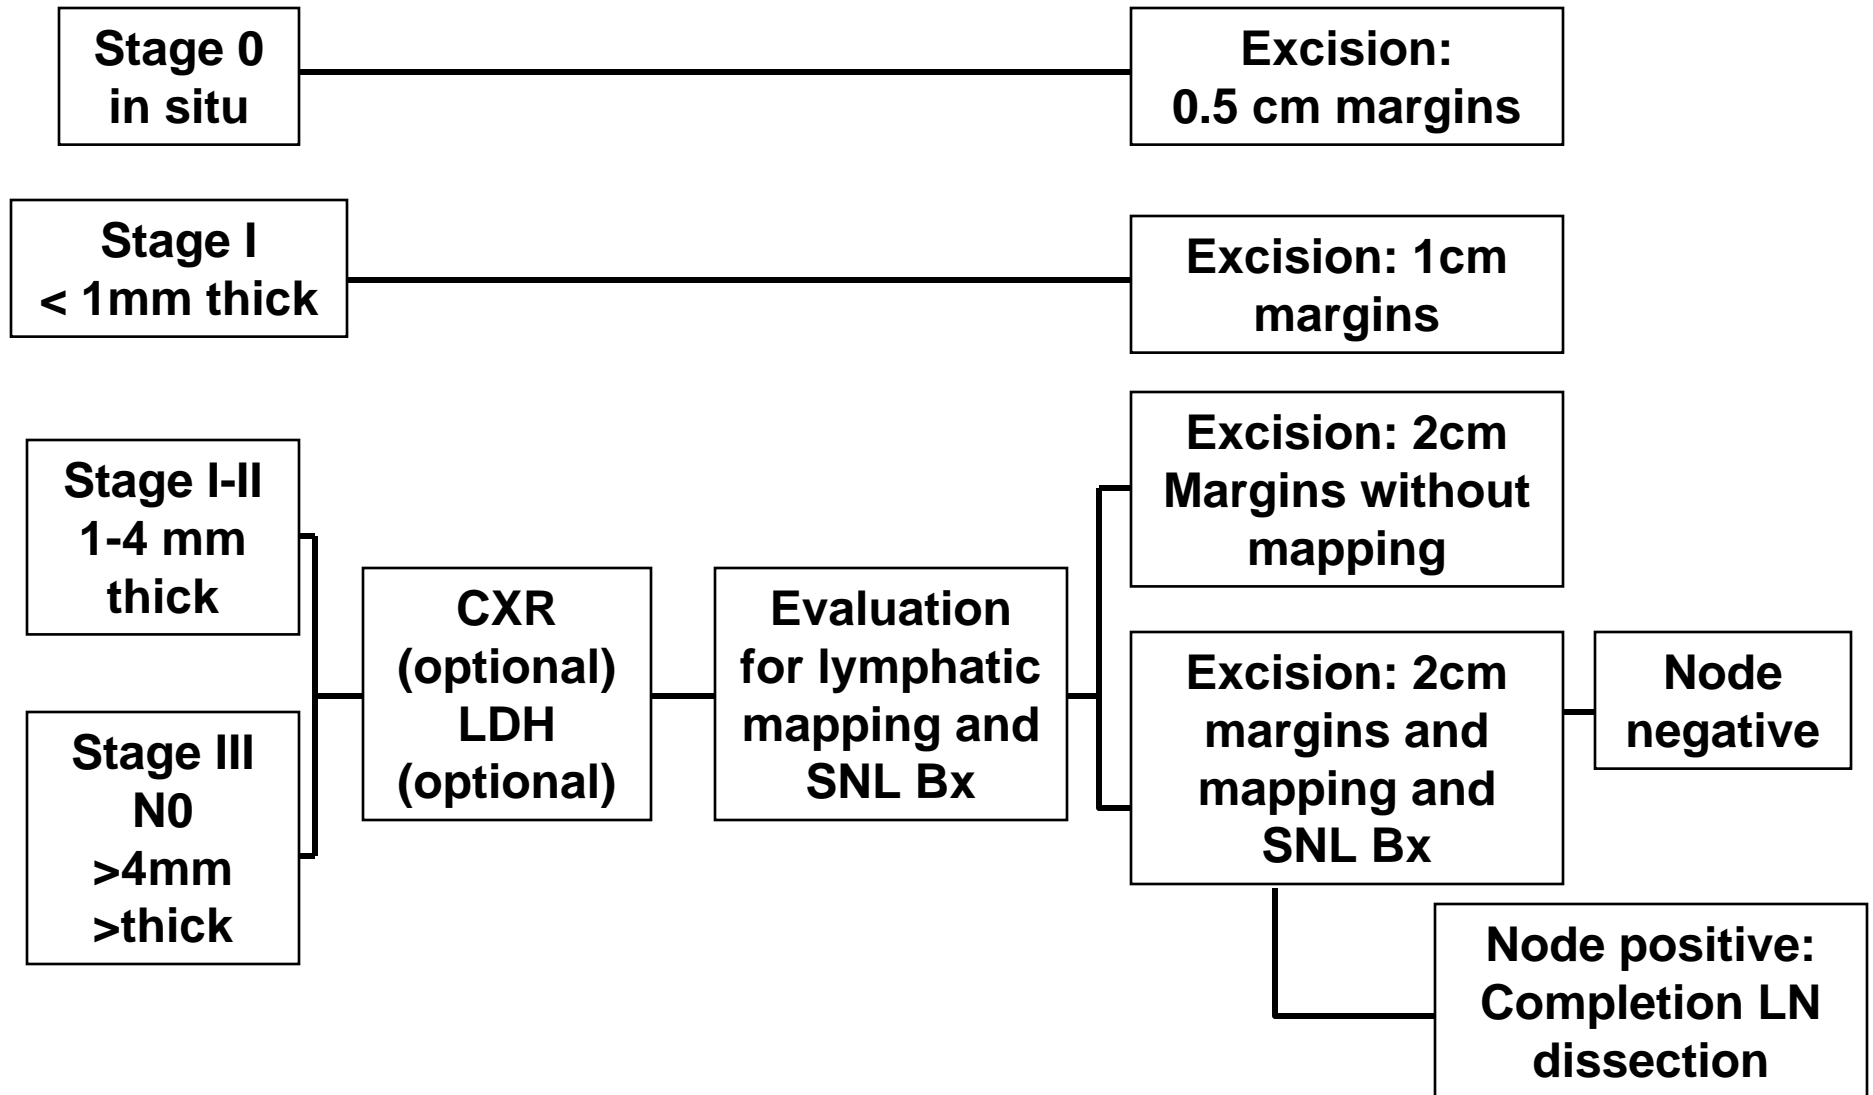 Stage 0
in situ
Excision:
0.5 cm margins
Stage I
< 1mm thick
Excision: 1cm
margins
Stage I-II
1-4 mm
thick
Stage III
N0
>4mm
>thick
CXR
(optional)
LDH
(optional)
Evaluation
for lymphatic
mapping and
SNL Bx
Excision: 2cm
Margins without
mapping
Excision: 2cm
margins and
mapping and
SNL Bx
Node
negative
Node positive:
Completion LN
dissection